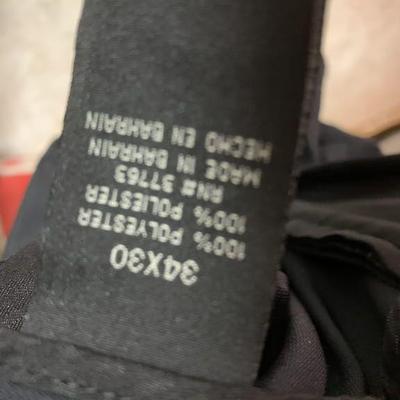 34X30
100% POLYESTER
100% POLIESTER
RN# 37763
MADE IN BAHRAIN
HECHO EN BAHRAIN